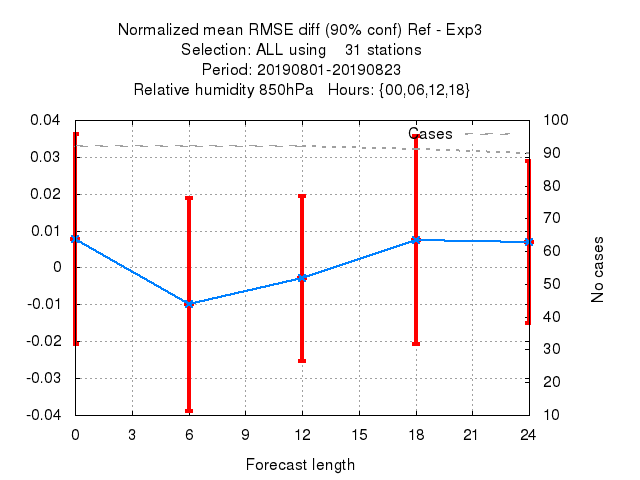 Normalized mean RMSE diff (90% conf) Ref - Exp3
Selection: ALL using    31 stations
Period: 20190801-20190823
Relative humidity 850hPa   Hours: {00,06,12,18}
Cases
0.04
0.03
0.02
0.01
0
-0.01
-0.02
-0.03
-0.04
100
90
80
70
60
50
40
30
20
10
No cases
0 3 6 9 12 15 18 21 24
Forecast length